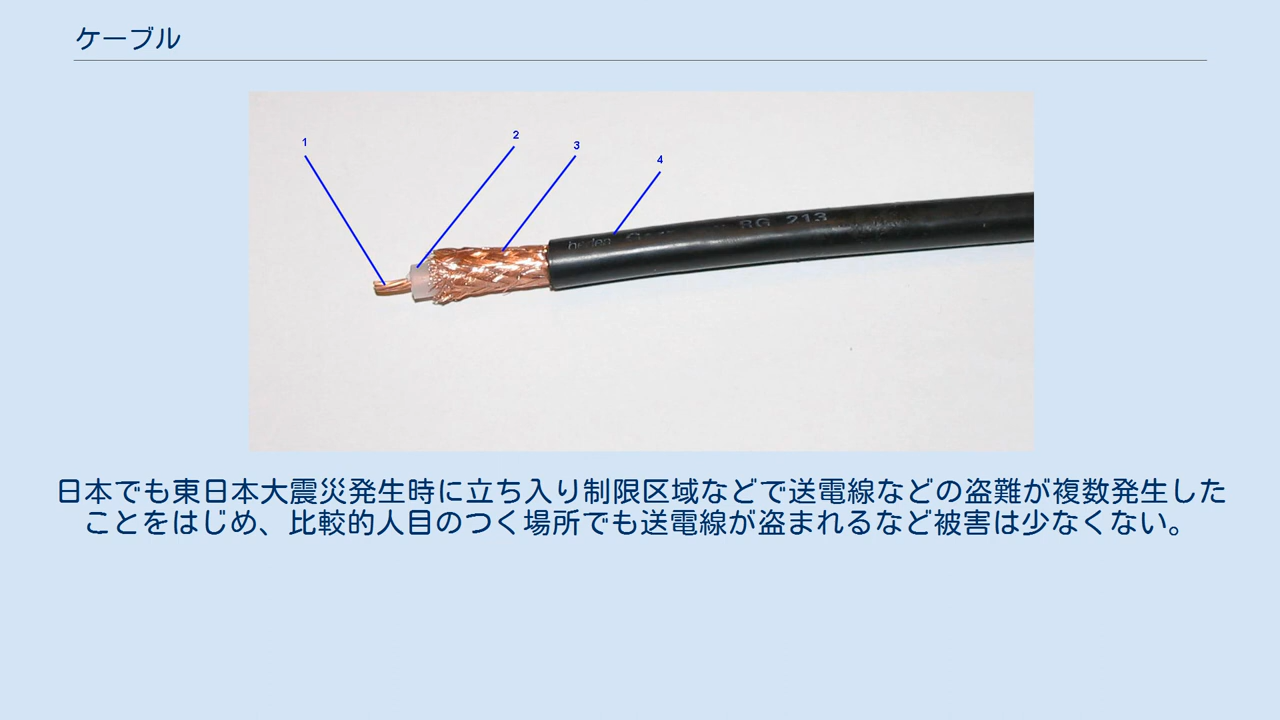 ケーブル
1
2
3
4
RG 213
日本でも東日本大震災発生時に立ち入り制限区域などで送電線などの盗難が複数発生した
ことをはじめ、比較的人目のつく場所でも送電線が盗まれるなど被害は少なくない。